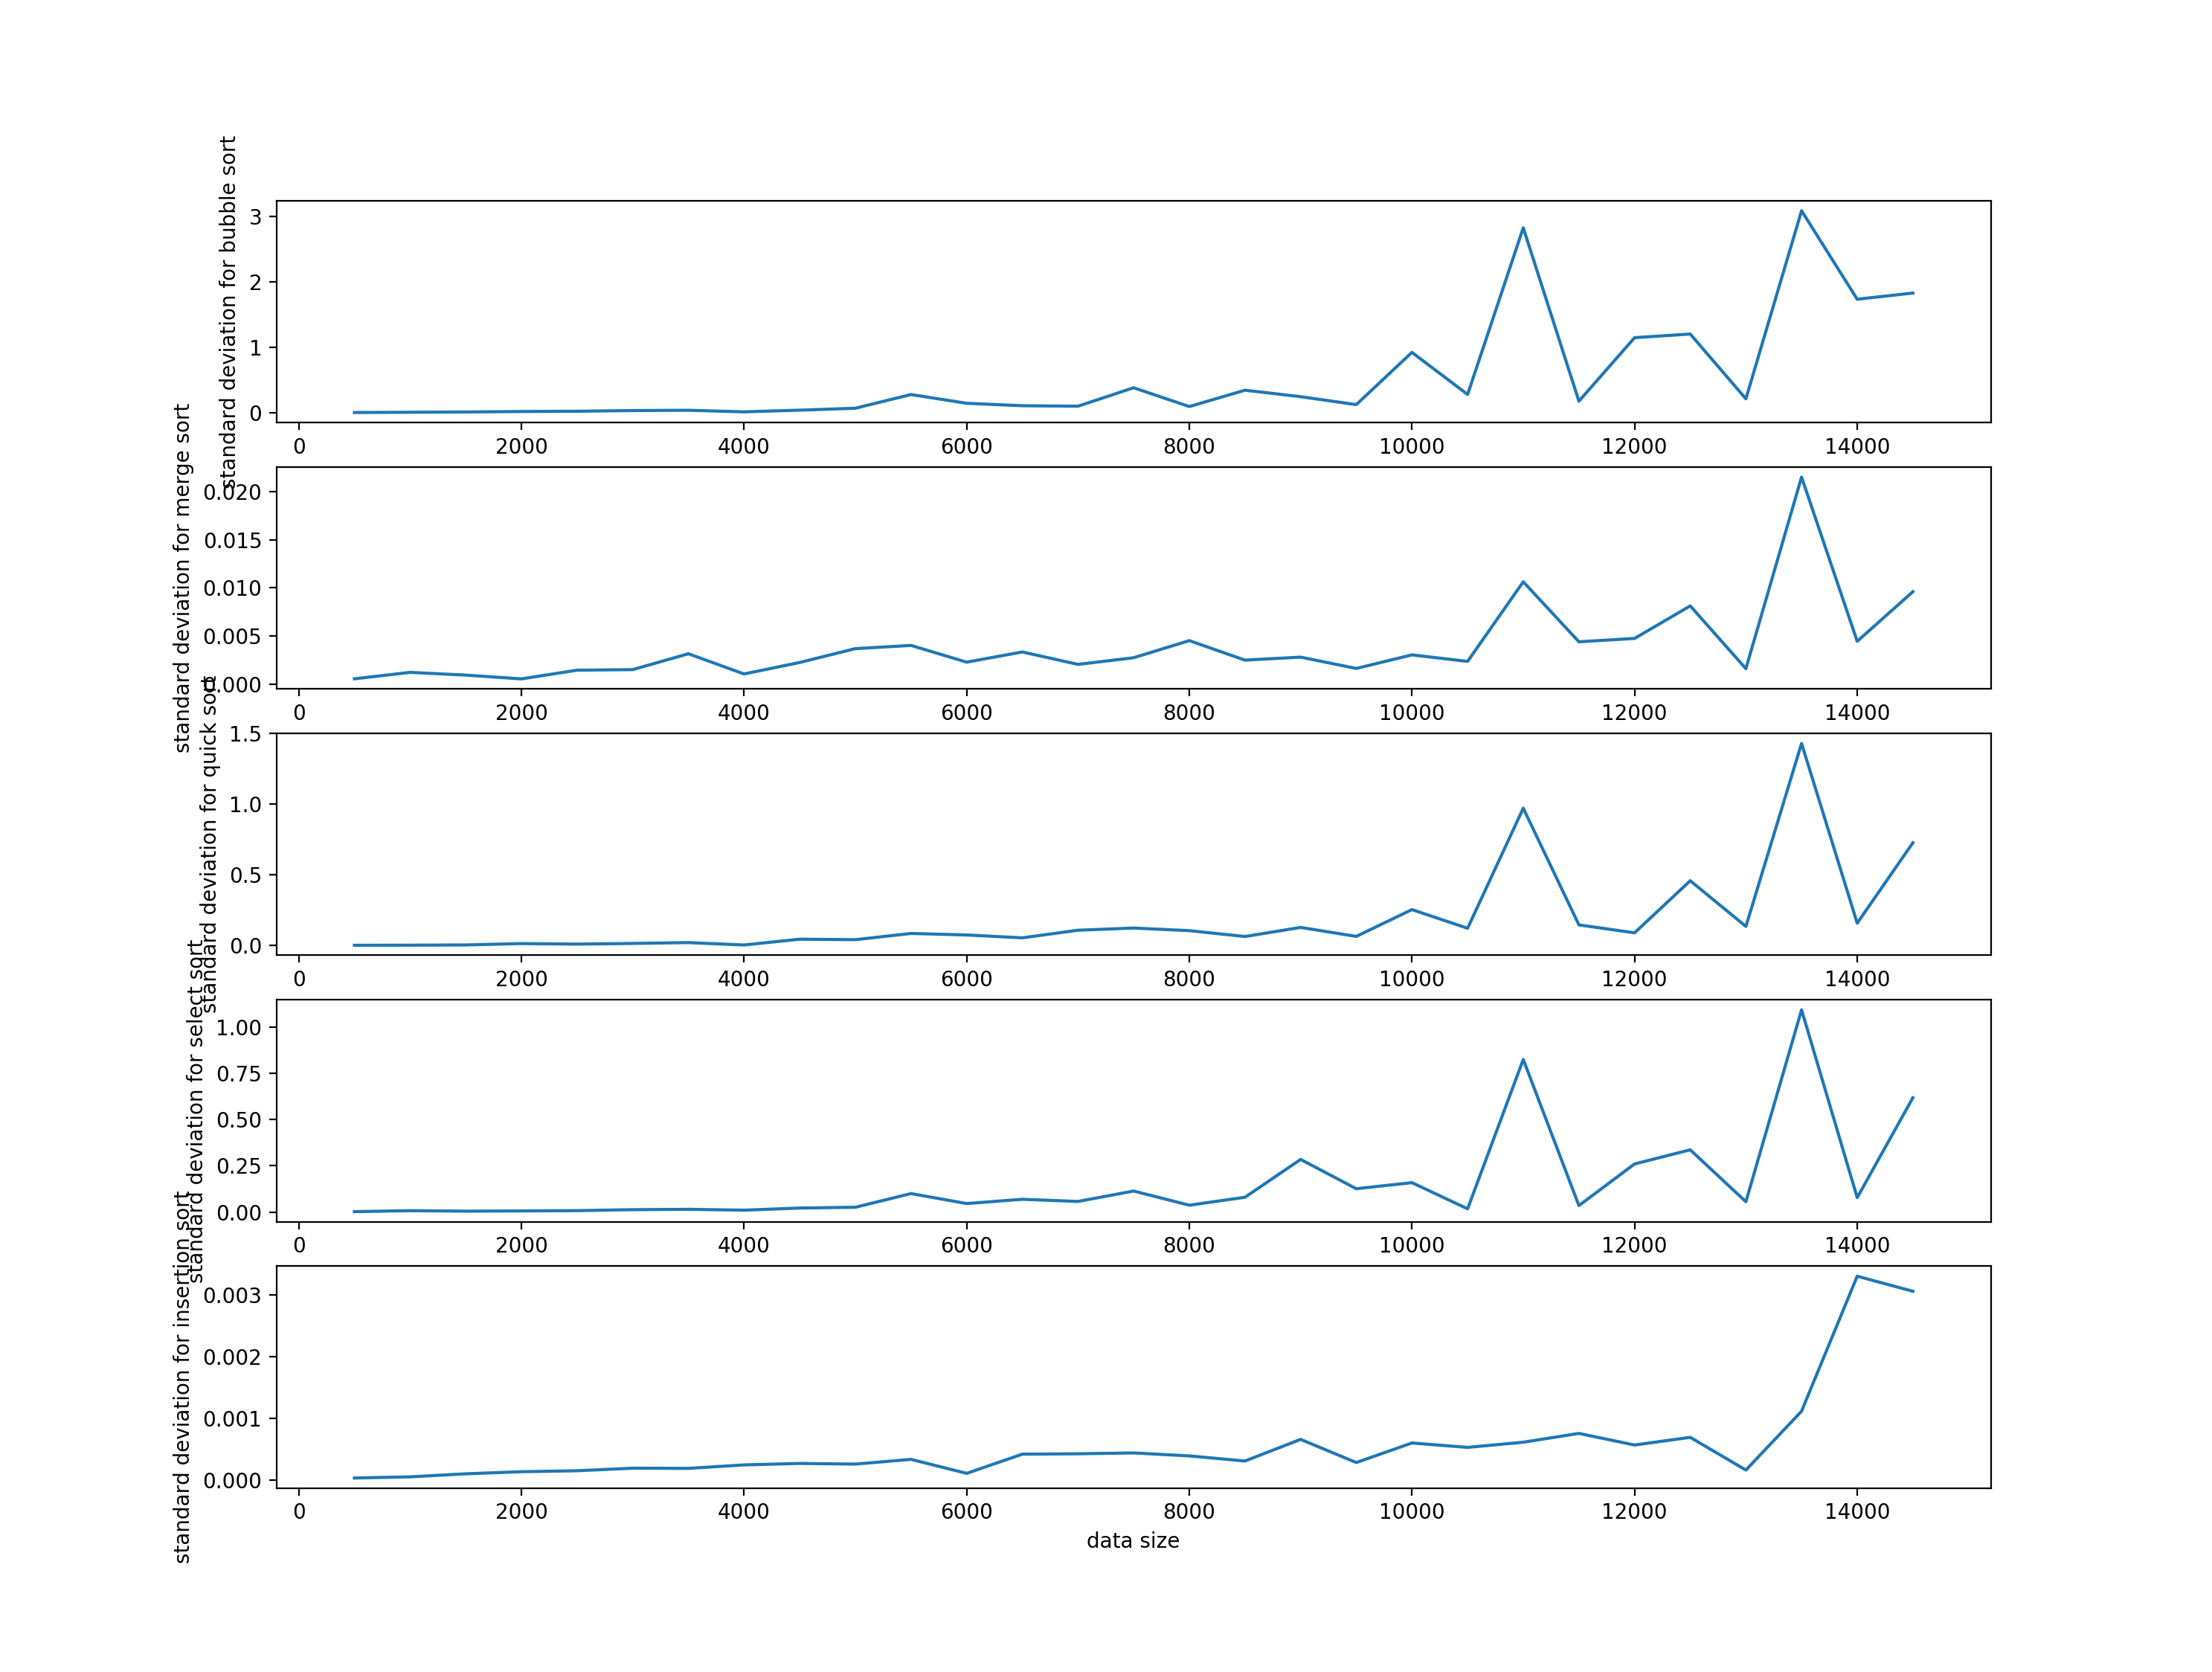 standard deviation for bubble sort
3
2
1
0
0 2000 4000 6000 8000 10000 12000 14000
standard deviation for merge sort
0.020
0.015
0.010
0.005
0.000
0 2000 4000 6000 8000 10000 12000 14000
standard deviation for quick sort
1.5
1.0
0.5
0.0
0 2000 4000 6000 8000 10000 12000 14000
standard deviation for select sort
1.00
0.75
0.50
0.25
0.00
0 2000 4000 6000 8000 10000 12000 14000
standard deviation for insertion sort
0.003
0.002
0.001
0.000
0 2000 4000 6000 8000 10000 12000 14000
data size